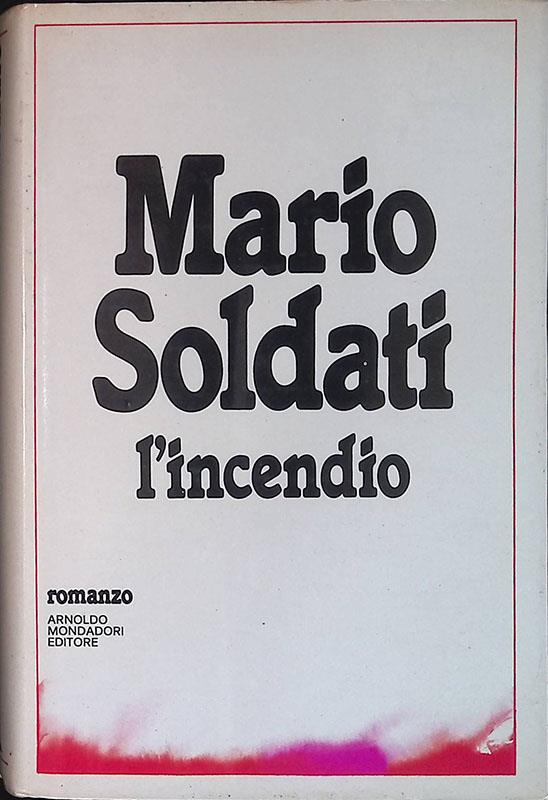 Mario
Soldati
l'incendio
romanzo
ARNOLDO
MONDADORI
EDITORE